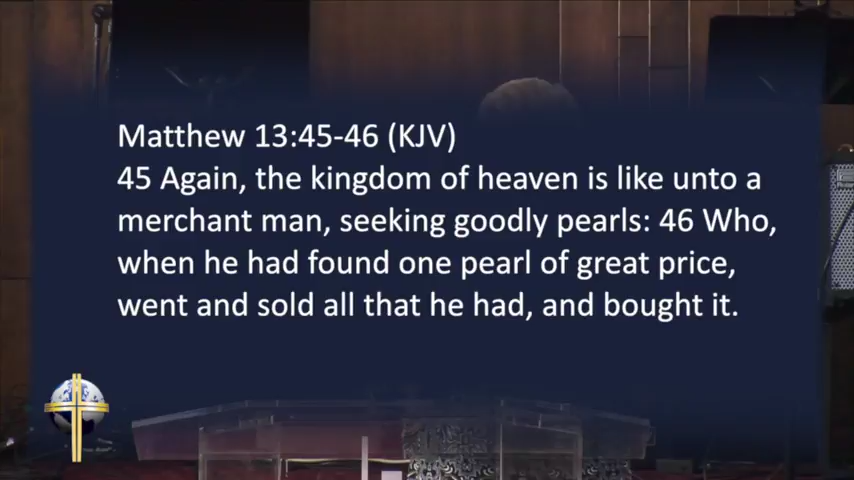 Matthew 13:45-46 (KJV)
45 Again, the kingdom of heaven is like unto a
merchant man, seeking goodly pearls: 46 Who,
when he had found one pearl of great price,
went and sold all that he had, and bought it.